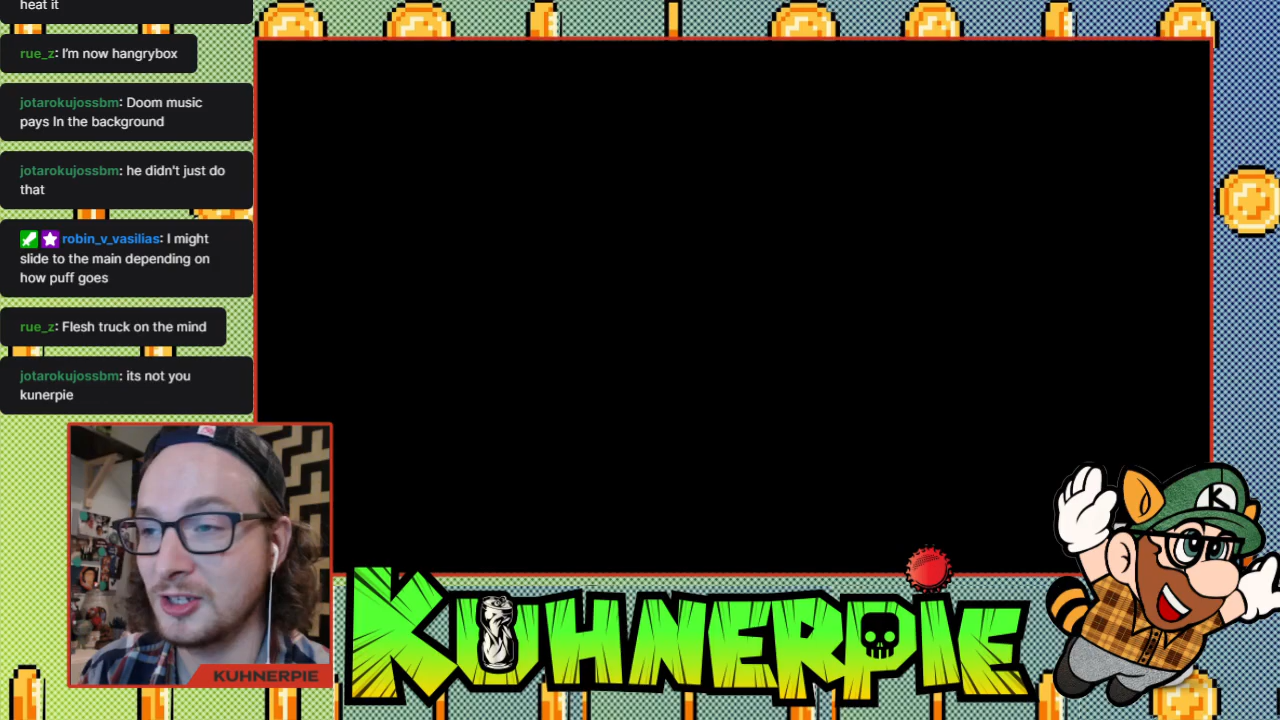 heat it
rue_z: I'm now hangrybox
jotarokujossbm: Doom music
pays In the background
jotarokujossbm: he didn't just do
that
robin_v_vasilias: I might
slide to the main depending on
how puff goes
rue_z: Flesh truck on the mind
jotarokujossbm: its not you
kunerpie
KUHNERPIE
KUHNERPIE
K